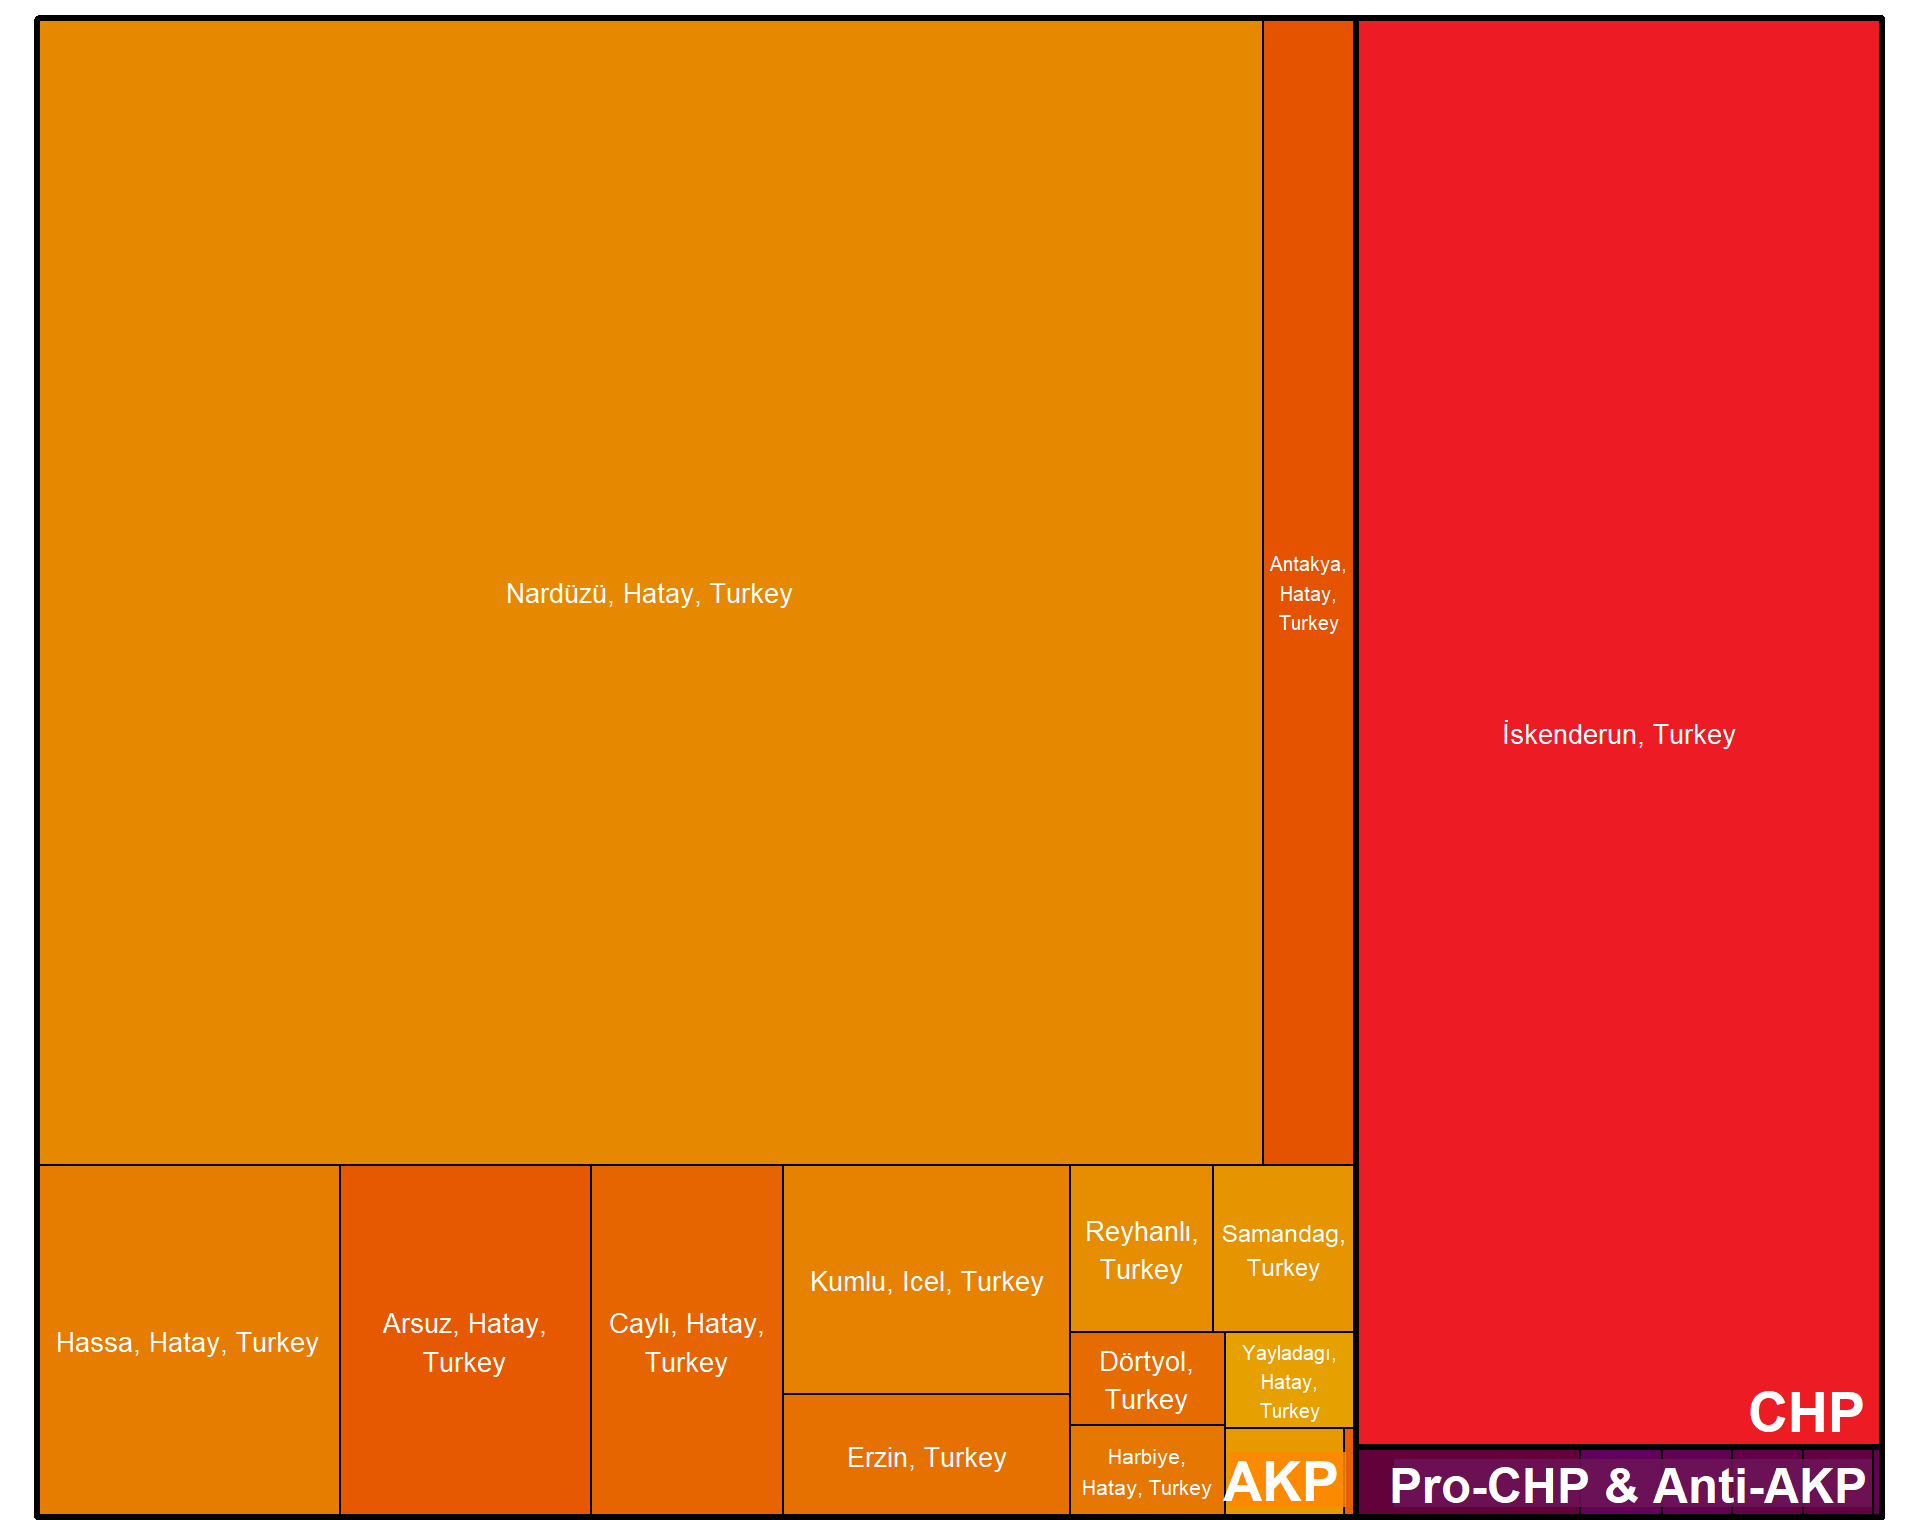 Nardüzü, Hatay, Turkey
Antakya,
Hatay,
Turkey
İskenderun, Turkey
Hassa, Hatay, Turkey
Arsuz, Hatay,
Turkey
Caylı, Hatay,
Turkey
Kumlu, Icel, Turkey
Erzin, Turkey
Reyhanlı,
Turkey
Samandag,
Turkey
Dörtyol,
Turkey
Yayladagı,
Hatay,
Turkey
Harbiye,
Hatay, Turkey
AKP
CHP
Pro-CHP & Anti-AKP